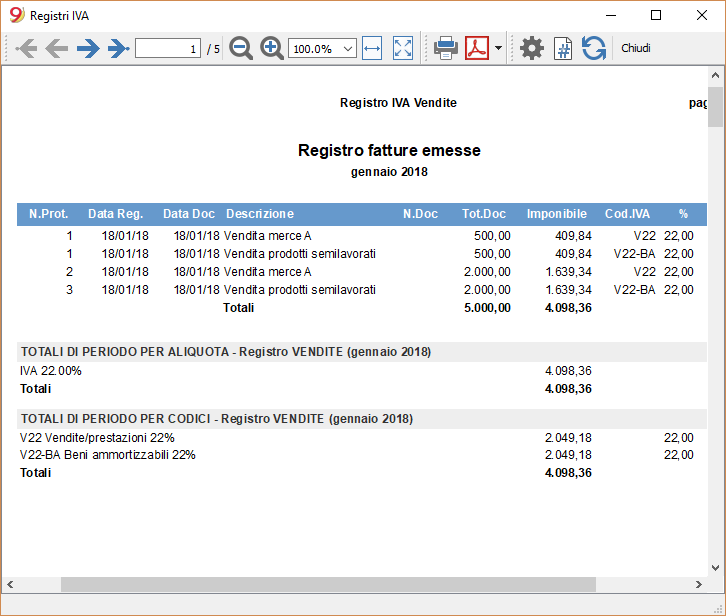 Registri IVA
1 / 5 100.0% Chiudi
Registro IVA Vendite
Registro fatture emesse
gennaio 2018
N.Prot. Data Reg. Data Doc Descrizione N.Doc Tot.Doc Imponibile Cod.IVA %
1 18/01/18 18/01/18 Vendita merce A 500,00 409,84 V22 22,00
1 18/01/18 18/01/18 Vendita prodotti semilavorati 500,00 409,84 V22-BA 22,00
2 18/01/18 18/01/18 Vendita merce A 2.000,00 1.639,34 V22 22,00
3 18/01/18 18/01/18 Vendita prodotti semilavorati 2.000,00 1.639,34 V22-BA 22,00
Totali 5.000,00 4.098,36
TOTALI DI PERIODO PER ALIQUOTA - Registro VENDITE (gennaio 2018)
IVA 22.00% 4.098,36
Totali 4.098,36
TOTALI DI PERIODO PER CODICI - Registro VENDITE (gennaio 2018)
V22 Vendite/prestazioni 22% 2.049,18 22,00
V22-BA Beni ammortizzabili 22% 2.049,18 22,00
Totali 4.098,36